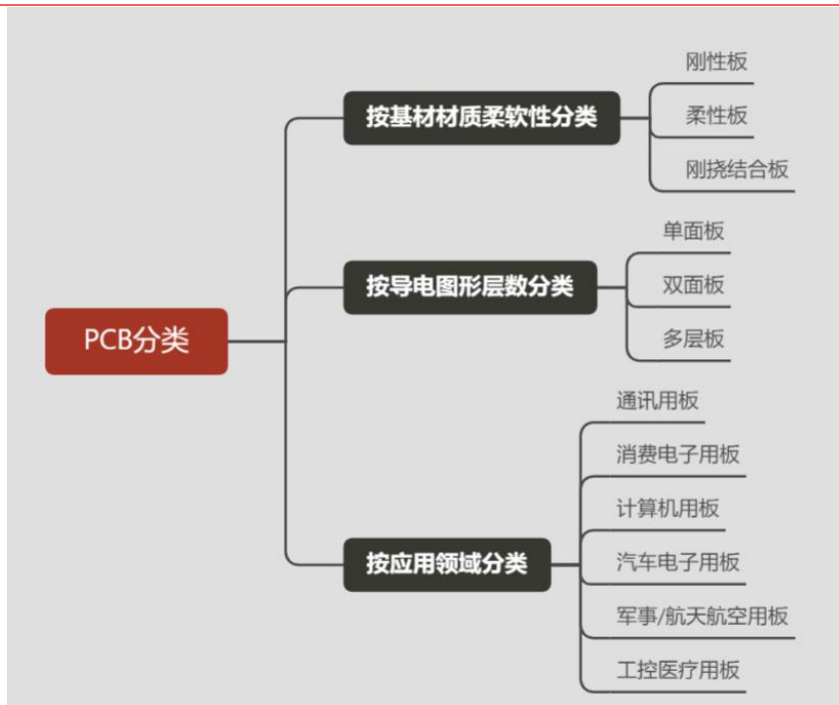 PCB分类
按基材材质柔软性分类
刚性板
柔性板
刚挠结合板
按导电图形层数分类
单面板
双面板
多层板
按应用领域分类
通讯用板
消费电子用板
计算机用板
汽车电子用板
军事/航天航空用板
工控医疗用板